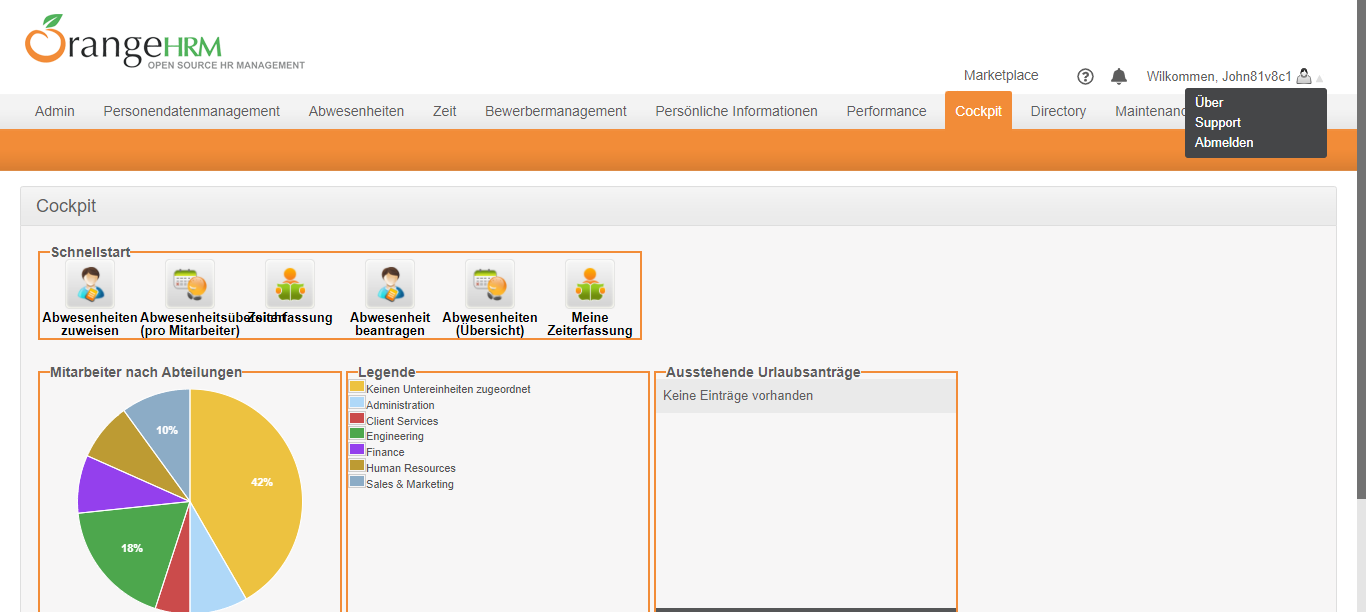 OrangeHRM
OPEN SOURCE HR MANAGEMENT
Marketplace
Wilkommen, John81v8c1
Admin Personendatenmanagement Abwesenheiten Zeit Bewerbermanagement Persönliche Informationen Performance Cockpit Directory Maintenanc
Über
Support
Abmelden
Cockpit
Schnellstart
Abwesenheiten zuweisen
Abwesenheitsübersicht (pro Mitarbeiter)
Zeiterfassung
Abwesenheit beantragen
Abwesenheiten (Übersicht)
Meine Zeiterfassung
Mitarbeiter nach Abteilungen
10%
42%
18%
Legende
Keinen Untereinheiten zugeordnet
Administration
Client Services
Engineering
Finance
Human Resources
Sales & Marketing
Ausstehende Urlaubsanträge
Keine Einträge vorhanden